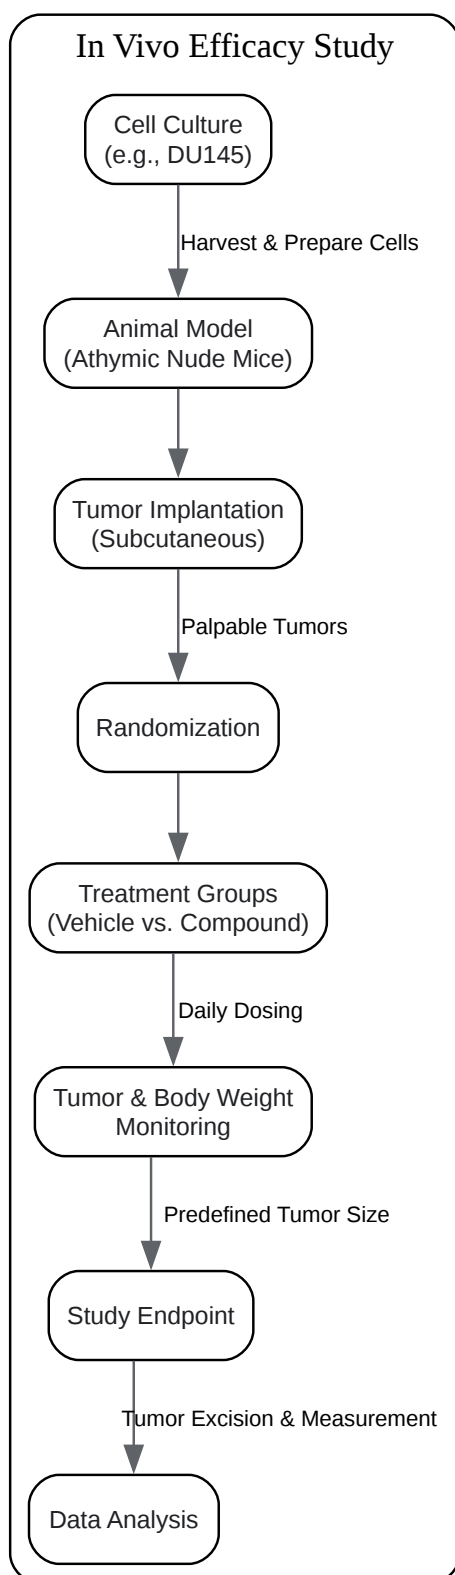 In Vivo Efficacy Study
Cell Culture
(e.g., DU145)
Harvest & Prepare Cells
Animal Model
(Athymic Nude Mice)
Tumor Implantation
(Subcutaneous)
Palpable Tumors
Randomization
Treatment Groups
(Vehicle vs. Compound)
Daily Dosing
Tumor & Body Weight
Monitoring
Predefined Tumor Size
Study Endpoint
Tumor Excision & Measurement
Data Analysis